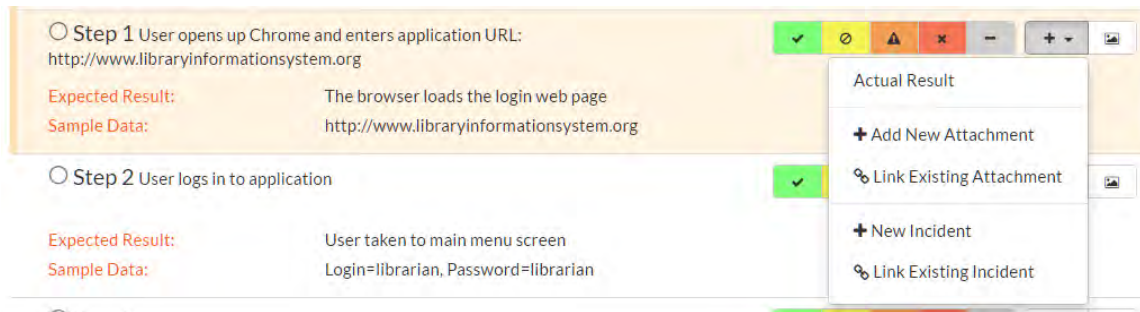 Step 1 User opens up Chrome and enters application URL:
http://www.libraryinformationsystem.org
Expected Result: The browser loads the login web page
Sample Data: http://www.libraryinformationsystem.org
Actual Result
+ Add New Attachment
Link Existing Attachment
+ New Incident
Link Existing Incident
Step 2 User logs in to application
Expected Result: User taken to main menu screen
Sample Data: Login=librarian, Password=librarian